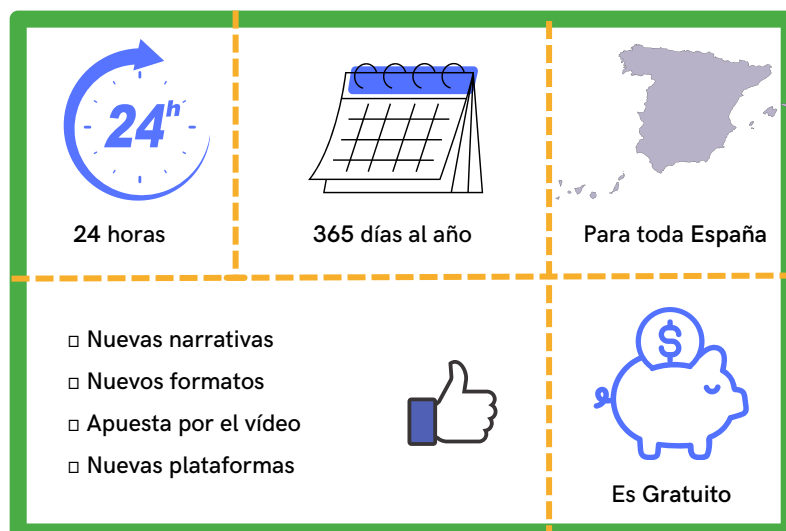 24h
24 horas
365 días al año
Para toda España
▯ Nuevas narrativas
▯ Nuevos formatos
▯ Apuesta por el vídeo
▯ Nuevas plataformas
$
Es Gratuito